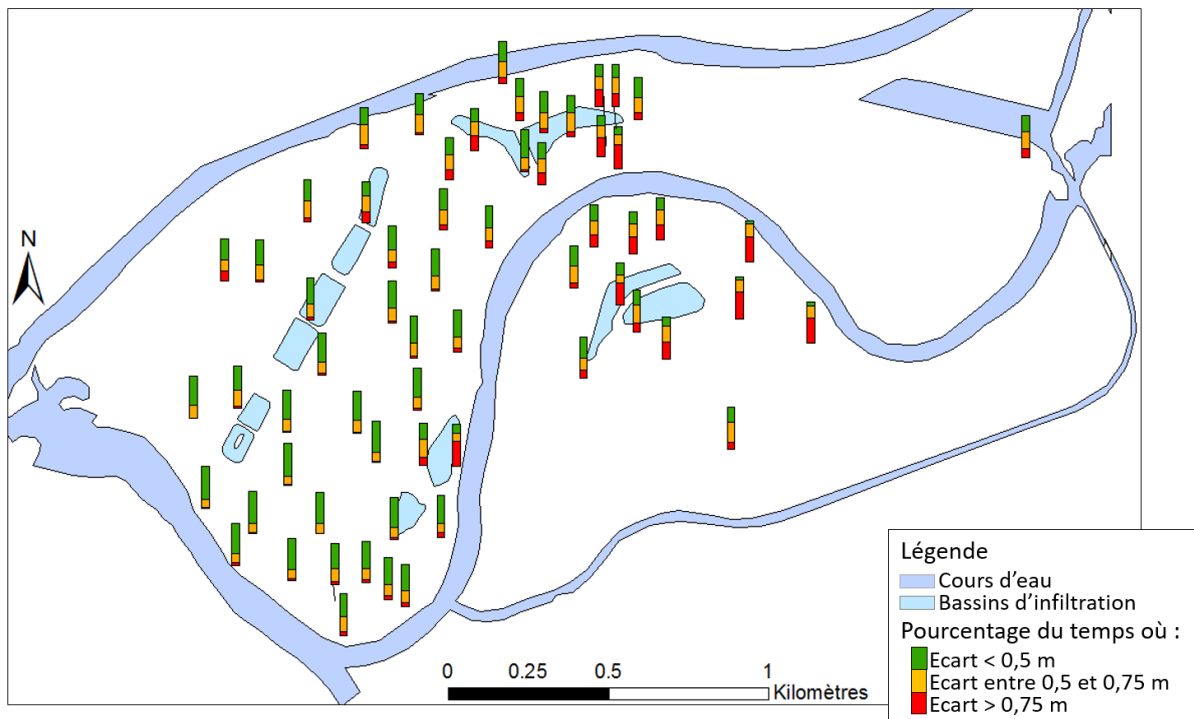 N
0 0.25 0.5 1
Kilomètres
Légende
Cours d'eau
Bassins d'infiltration
Pourcentage du temps où :
Ecart < 0,5 m
Ecart entre 0,5 et 0,75 m
Ecart > 0,75 m